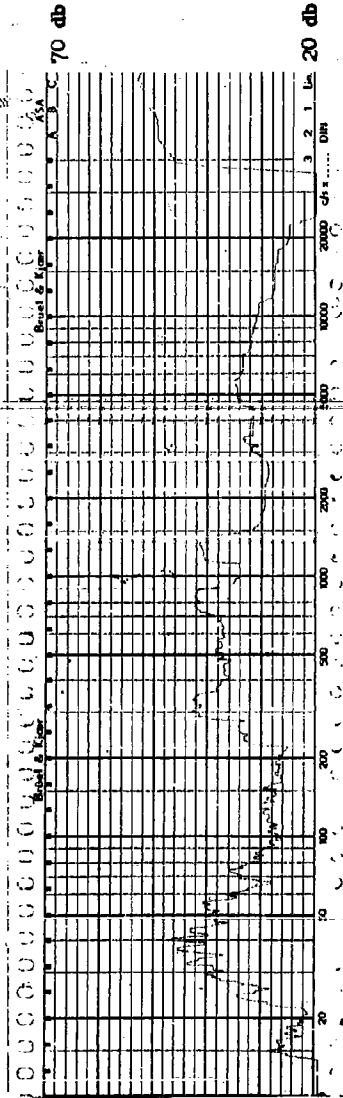 70 db
20 db
ASA
A B C
3 2 1 Lin.
c/s x ..... DIN
Bruel & Kjær
Brüel & Kjær
20000
10000
5000
2000
1000
500
200
100
50
20